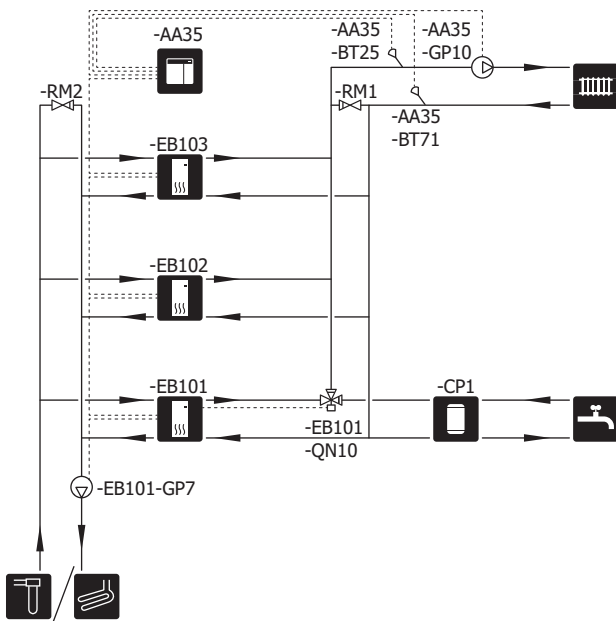 -AA35
-AA35
-BT25
-AA35
-GP10
-RM2
-RM1
-AA35
-BT71
-EB103
-EB102
-EB101
-CP1
-EB101
-QN10
-EB101-GP7